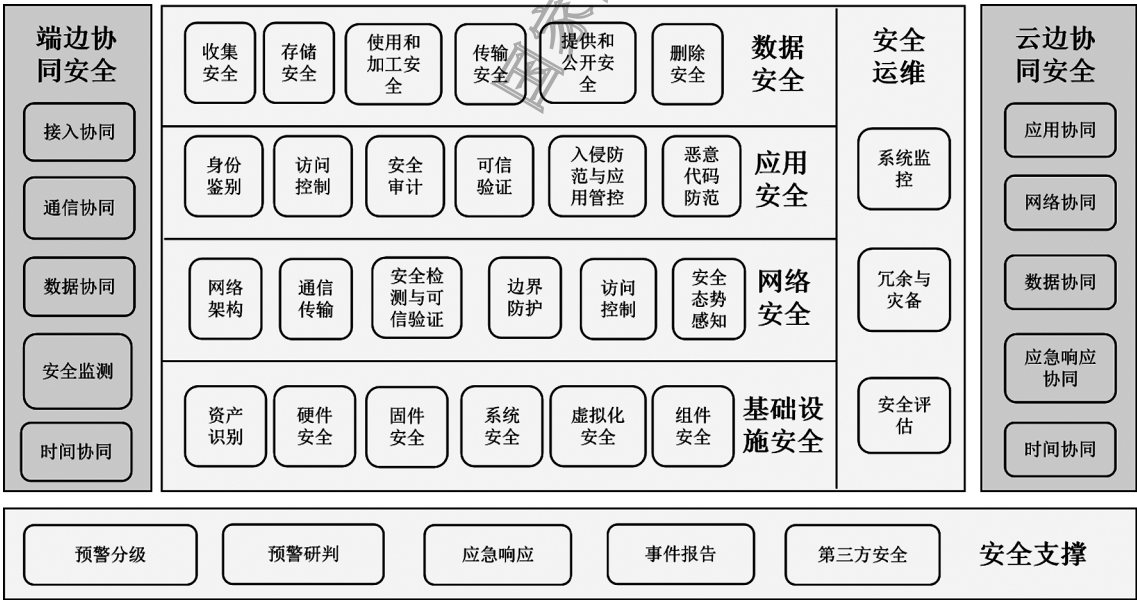 端边协
同安全
接入协同
通信协同
数据协同
安全监测
时间协同
收集
安全
存储
安全
使用和
加工安
全
传输
安全
提供和
公开安
全
删除
安全
数据
安全
身份
鉴别
访问
控制
安全
审计
可信
验证
入侵防
范与应
用管控
恶意
代码
防范
应用
安全
网络
架构
通信
传输
安全检
测与可
信验证
边界
防护
访问
控制
安全
态势
感知
网络
安全
资产
识别
硬件
安全
固件
安全
系统
安全
虚拟化
安全
组件
安全
基础设
施安全
安全
运维
系统监
控
冗余与
灾备
安全评
估
云边协
同安全
应用协同
网络协同
数据协同
应急响应
协同
时间协同
预警分级
预警研判
应急响应
事件报告
第三方安全
安全支撑
国家